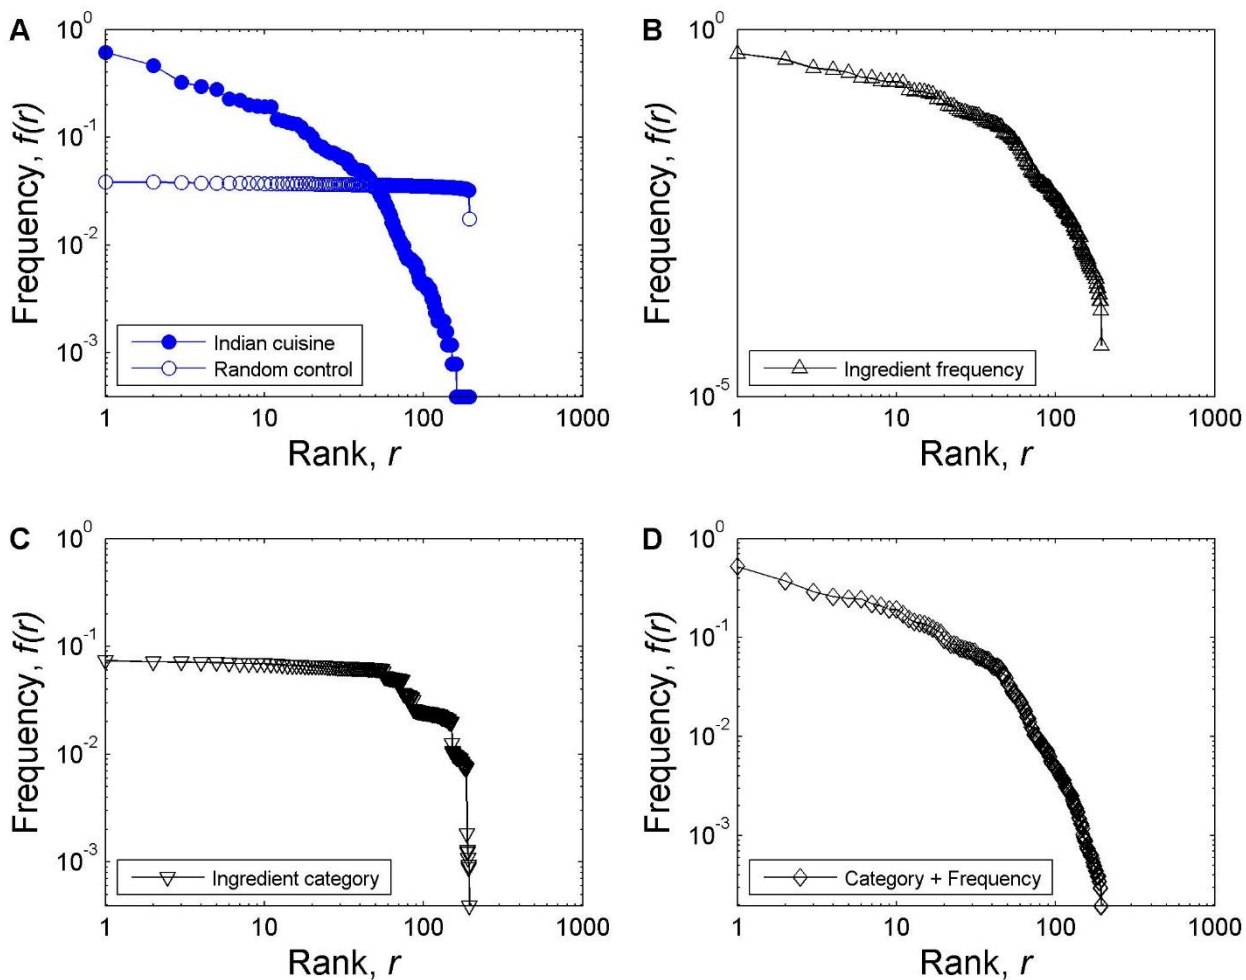 A
10^0
10^-1
10^-2
10^-3
Frequency, f(r)
Indian cuisine
Random control
1 10 100 1000
Rank, r
B
10^0
10^-5
Frequency, f(r)
Ingredient frequency
1 10 100 1000
Rank, r
C
10^0
10^-1
10^-2
10^-3
Frequency, f(r)
Ingredient category
1 10 100 1000
Rank, r
D
10^0
10^-1
10^-2
10^-3
Frequency, f(r)
Category + Frequency
1 10 100 1000
Rank, r